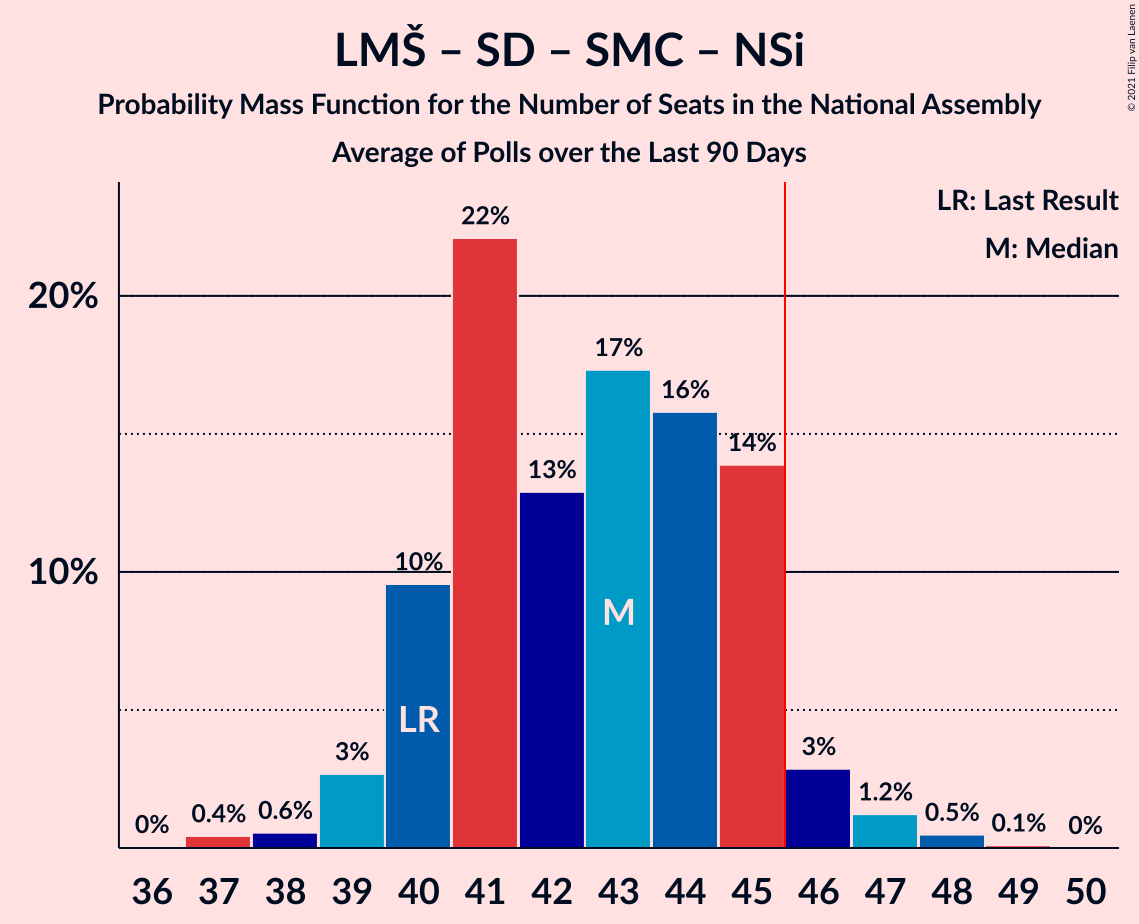 LMŠ – SD – SMC – NSi
Probability Mass Function for the Number of Seats in the National Assembly
Average of Polls over the Last 90 Days
© 2021 Filip van Laenen
LR: Last Result
M: Median
20%
10%
0%
0.4%
0.6%
3%
10%
22%
13%
17%
16%
14%
3%
1.2%
0.5%
0.1%
0%
LR
M
36 37 38 39 40 41 42 43 44 45 46 47 48 49 50